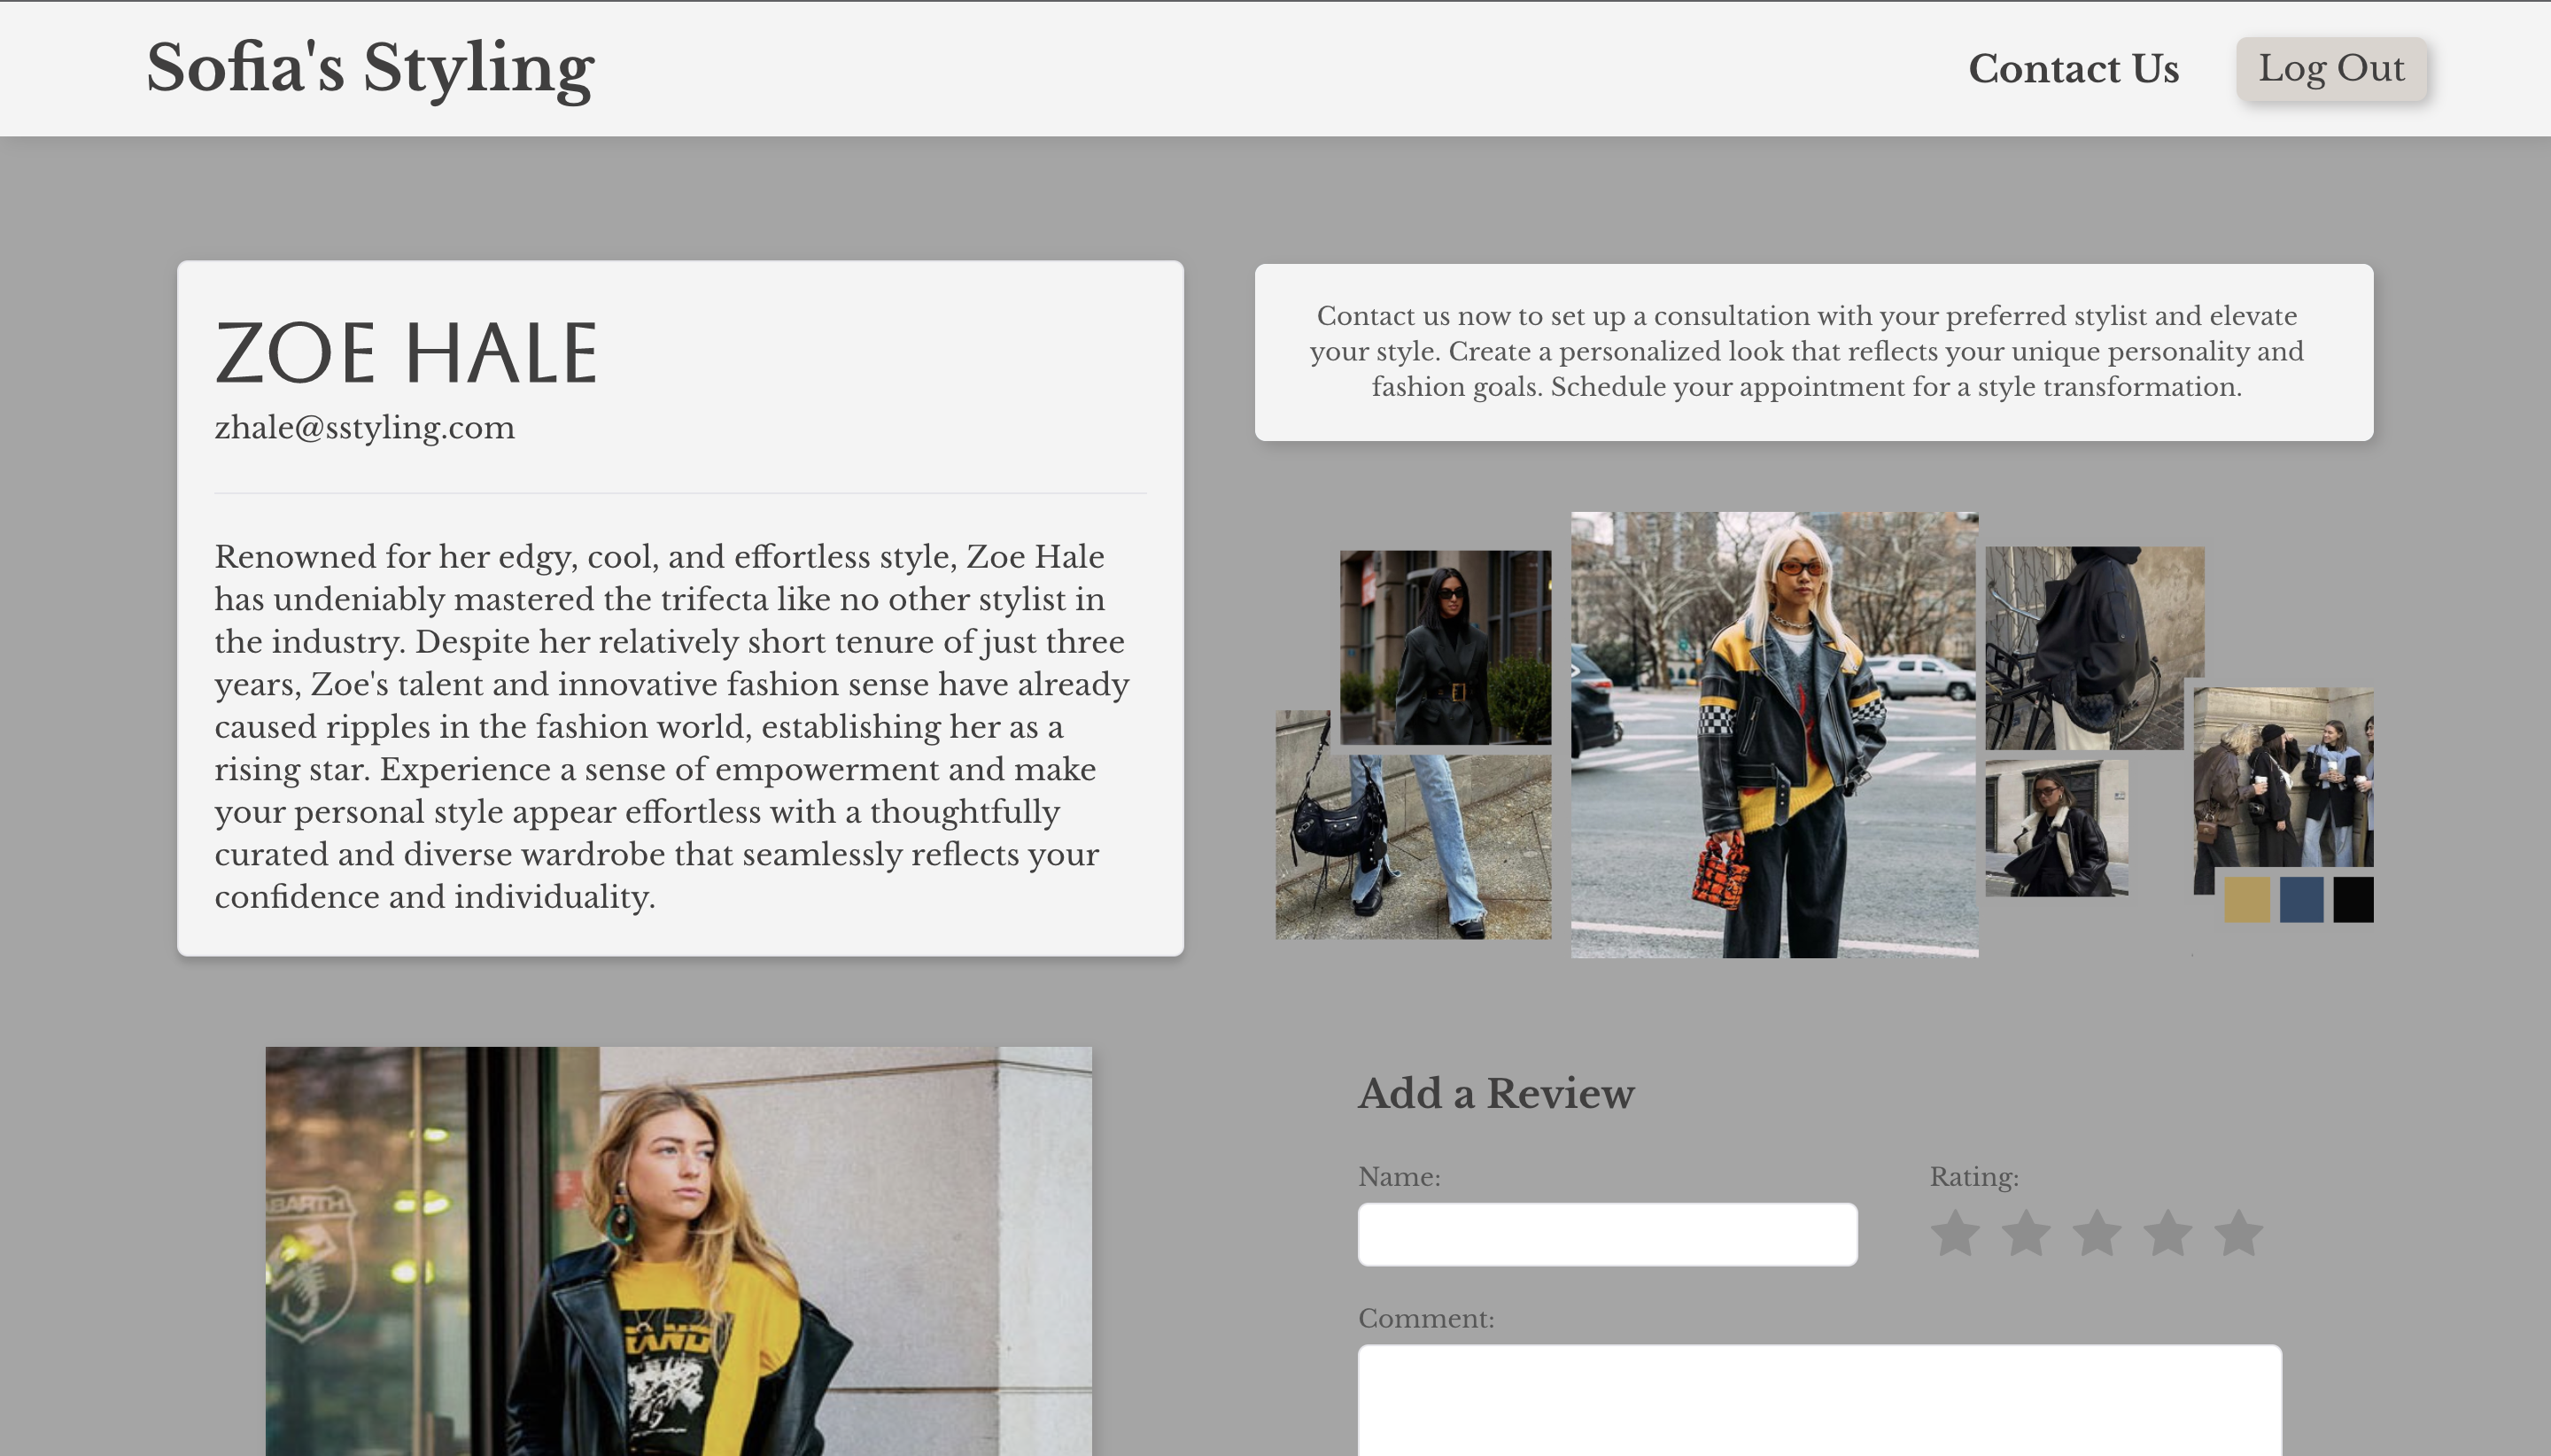 Sofia's Styling
Contact Us
Log Out
ZOE HALE
zhale@sstyling.com
Renowned for her edgy, cool, and effortless style, Zoe Hale
has undeniably mastered the trifecta like no other stylist in
the industry. Despite her relatively short tenure of just three
years, Zoe's talent and innovative fashion sense have already
caused ripples in the fashion world, establishing her as a
rising star. Experience a sense of empowerment and make
your personal style appear effortless with a thoughtfully
curated and diverse wardrobe that seamlessly reflects your
confidence and individuality.
Contact us now to set up a consultation with your preferred stylist and elevate
your style. Create a personalized look that reflects your unique personality and
fashion goals. Schedule your appointment for a style transformation.
ABARTH
Add a Review
Name:
Rating:
Comment: